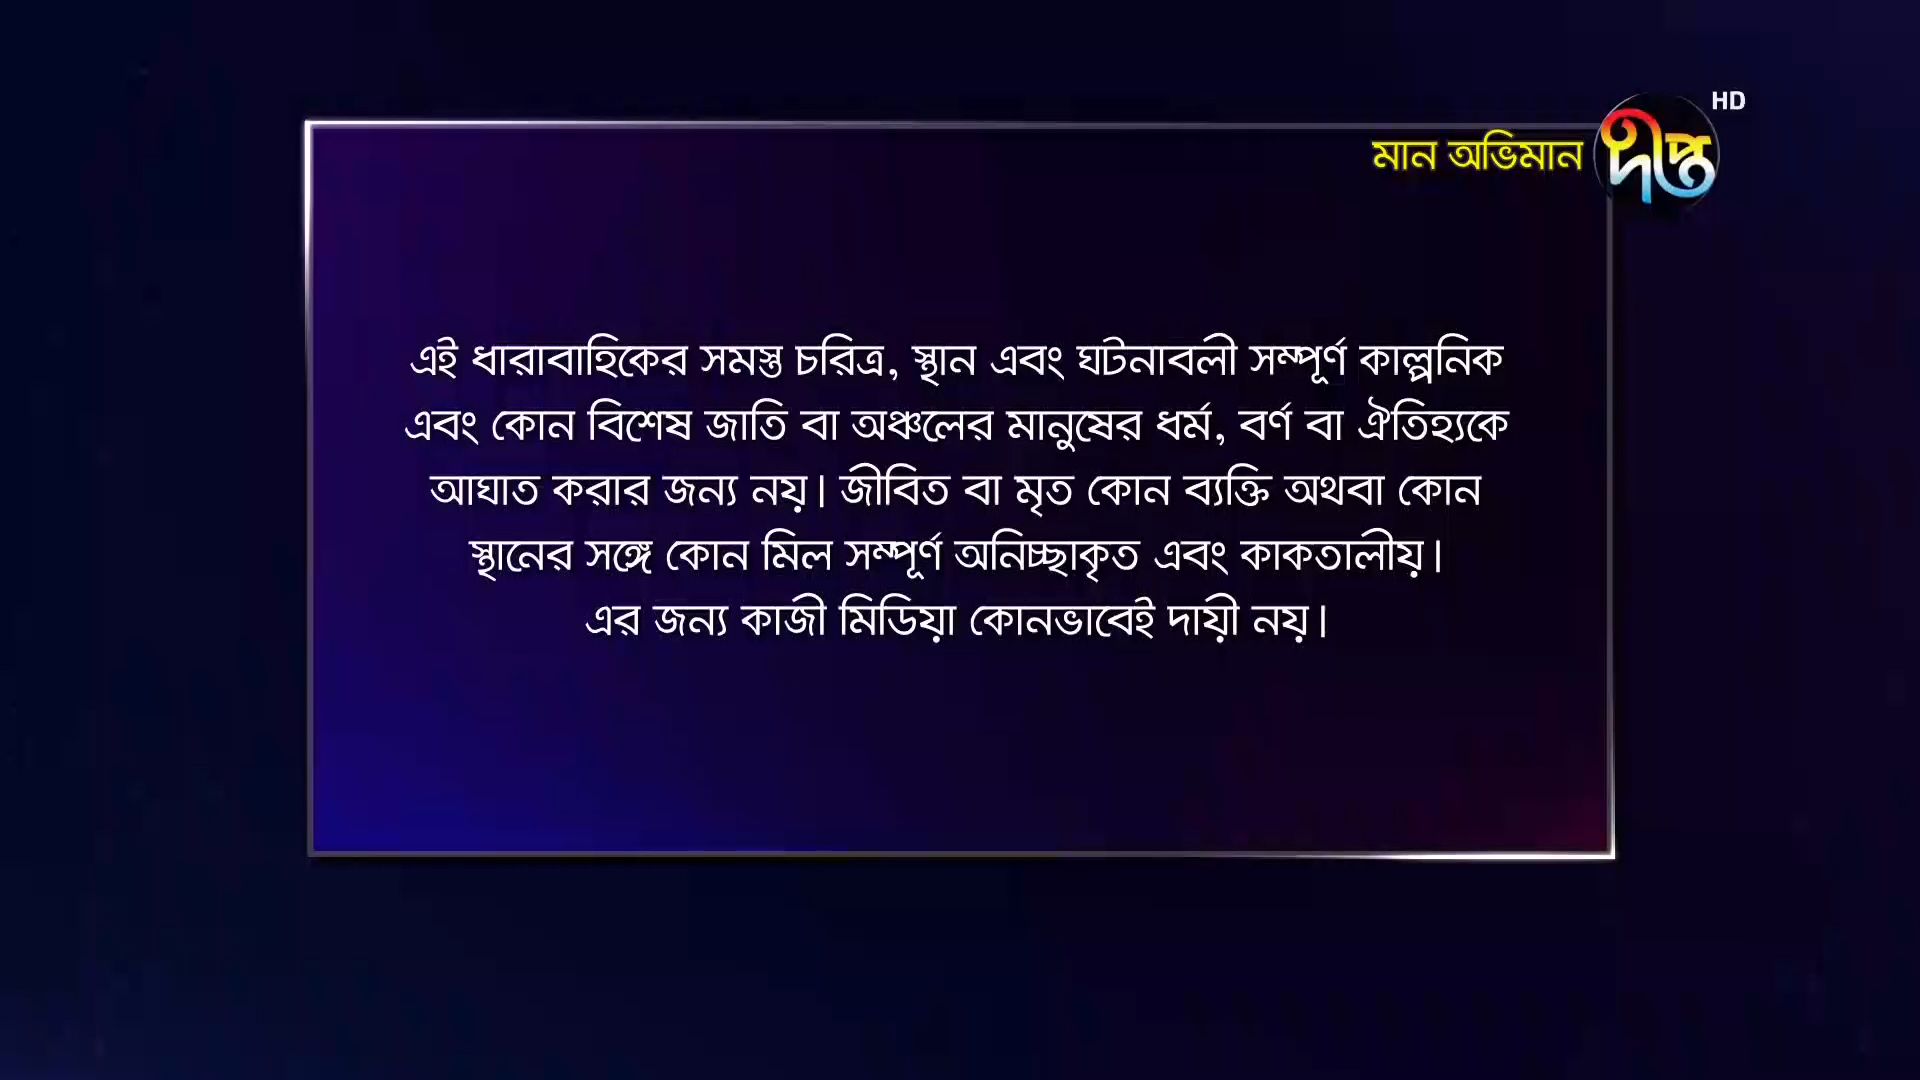 HD
মান অভিমান দীপ্ত
এই ধারাবাহিকের সমস্ত চরিত্র, স্থান এবং ঘটনাবলী সম্পূর্ণ কাল্পনিক
এবং কোন বিশেষ জাতি বা অঞ্চলের মানুষের ধর্ম, বর্ণ বা ঐতিহ্যকে
আঘাত করার জন্য নয়। জীবিত বা মৃত কোন ব্যক্তি অথবা কোন
স্থানের সঙ্গে কোন মিল সম্পূর্ণ অনিচ্ছাকৃত এবং কাকতালীয়।
এর জন্য কাজী মিডিয়া কোনভাবেই দায়ী নয়।